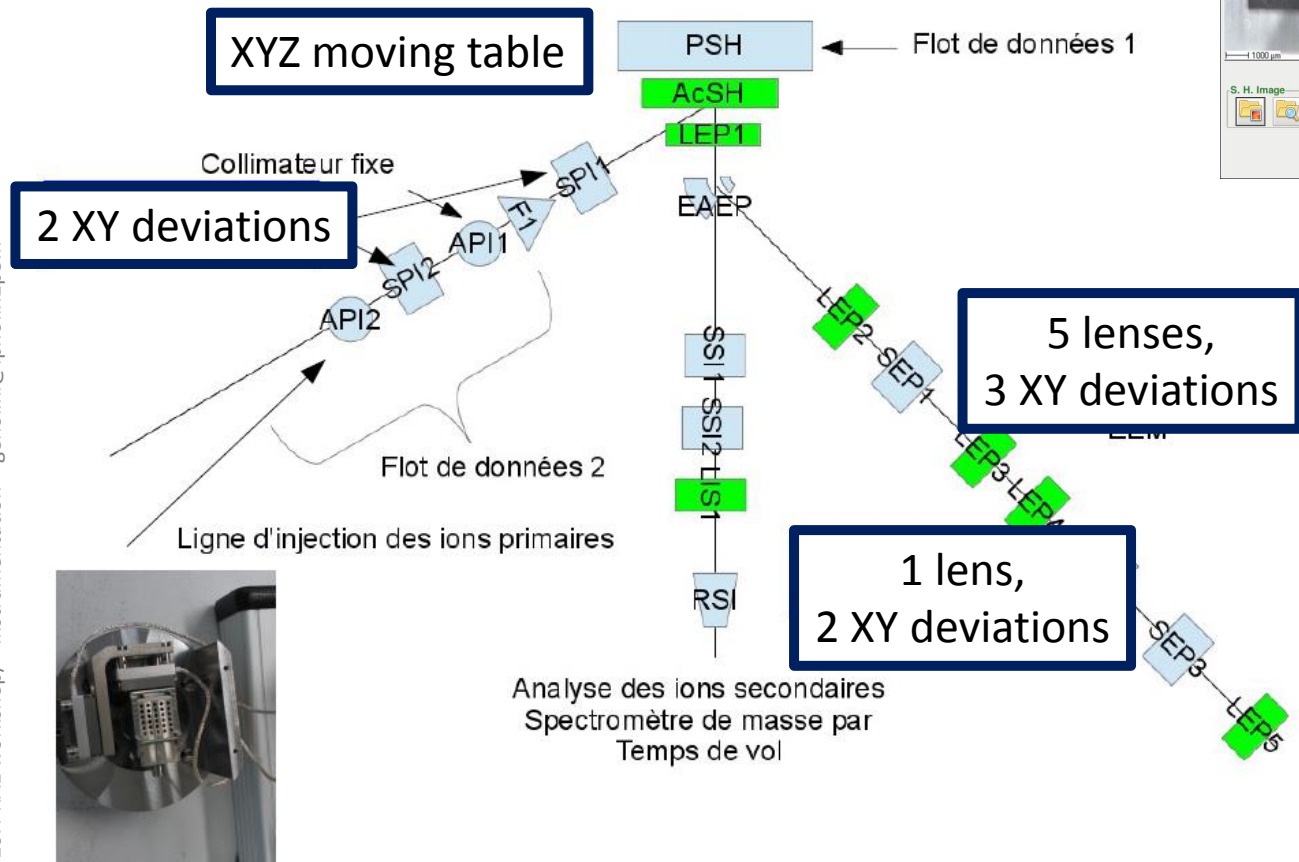 XYZ moving table
PSH
Flot de données 1
1000 µm
S. H. Image
AcSH
LEP1
Collimateur fixe
SPI1
2 XY deviations
F1
EAEP
API1
SPI2
API2
LEP2
SSI1
SEP1
5 lenses,
3 XY deviations
SSI2
LEP3
Flot de données 2
LIS1
Ligne d'injection des ions primaires
1 lens,
2 XY deviations
RSI
SEP3
Analyse des ions secondaires
Spectromètre de masse par
Temps de vol
LEP5